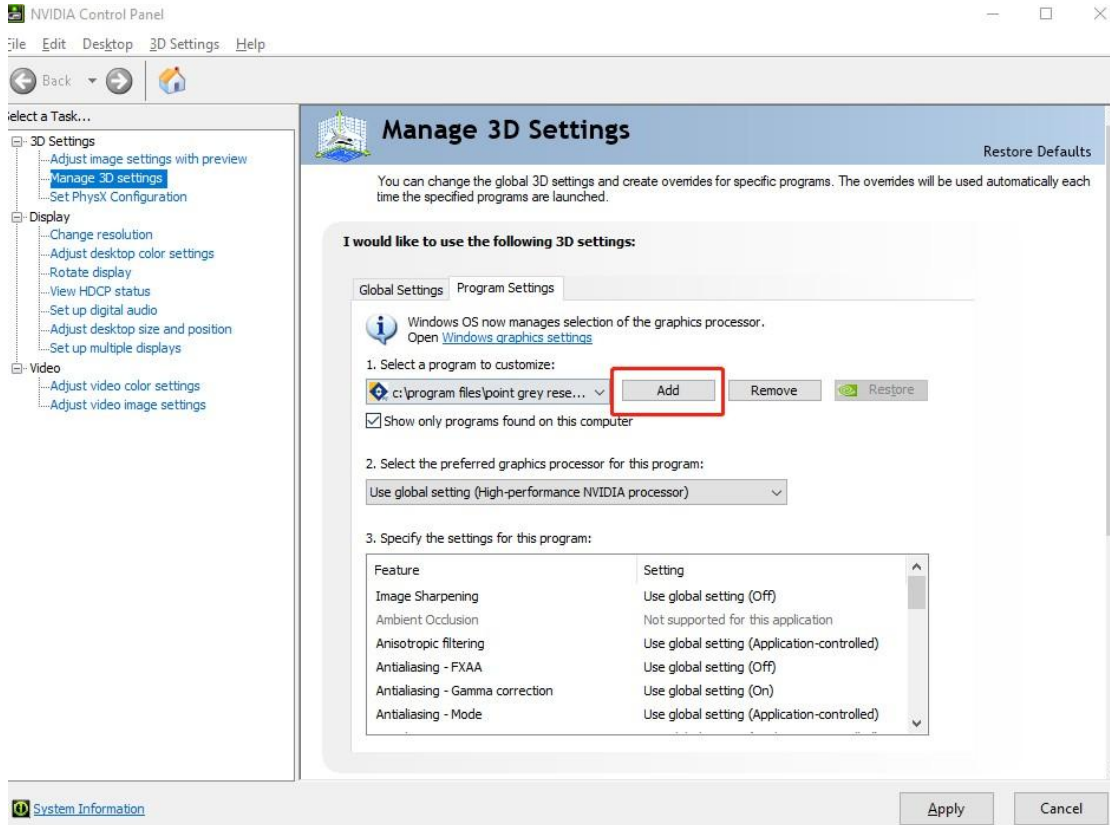 NVIDIA Control Panel
File Edit Desktop 3D Settings Help
Back
Select a Task...
3D Settings
Adjust image settings with preview
Manage 3D settings
Set PhysX Configuration
Display
Change resolution
Adjust desktop color settings
Rotate display
View HDCP status
Set up digital audio
Adjust desktop size and position
Set up multiple displays
Video
Adjust video color settings
Adjust video image settings
System Information
Manage 3D Settings
Restore Defaults
You can change the global 3D settings and create overrides for specific programs. The overrides will be used automatically each
time the specified programs are launched.
I would like to use the following 3D settings:
Global Settings Program Settings
Windows OS now manages selection of the graphics processor.
Open Windows graphics settings
1. Select a program to customize:
c:\program files\point grey rese... Add Remove Restore
Show only programs found on this computer
2. Select the preferred graphics processor for this program:
Use global setting (High-performance NVIDIA processor)
3. Specify the settings for this program:
Feature Setting
Image Sharpening Use global setting (Off)
Ambient Occlusion Not supported for this application
Anisotropic filtering Use global setting (Application-controlled)
Antialiasing - FXAA Use global setting (Off)
Antialiasing - Gamma correction Use global setting (On)
Antialiasing - Mode Use global setting (Application-controlled)
Apply Cancel